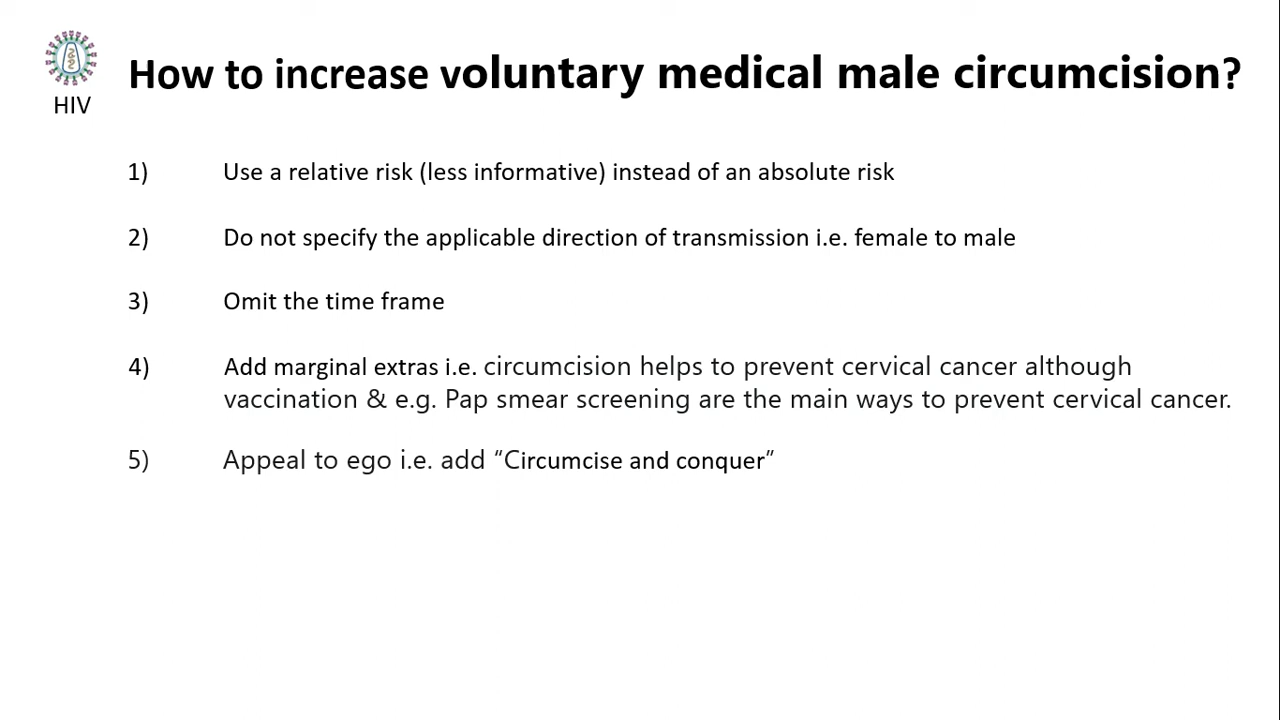 How to increase voluntary medical male circumcision?
HIV
1) Use a relative risk (less informative) instead of an absolute risk
2) Do not specify the applicable direction of transmission i.e. female to male
3) Omit the time frame
4) Add marginal extras i.e. circumcision helps to prevent cervical cancer although
vaccination & e.g. Pap smear screening are the main ways to prevent cervical cancer.
5) Appeal to ego i.e. add “Circumcise and conquer”